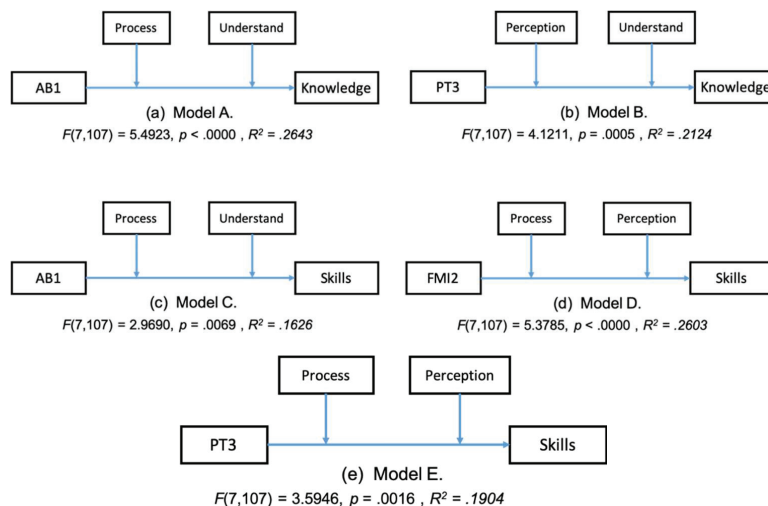 Process Understand
AB1 Knowledge
(a) Model A.
F(7,107) = 5.4923, p < .0000 , R² = .2643
Perception Understand
PT3 Knowledge
(b) Model B.
F(7,107) = 4.1211, p = .0005 , R² = .2124
Process Understand
AB1 Skills
(c) Model C.
F(7,107) = 2.9690, p = .0069 , R² = .1626
Process Perception
FMI2 Skills
(d) Model D.
F(7,107) = 5.3785, p < .0000 , R² = .2603
Process Perception
PT3 Skills
(e) Model E.
F(7,107) = 3.5946, p = .0016 , R² = .1904